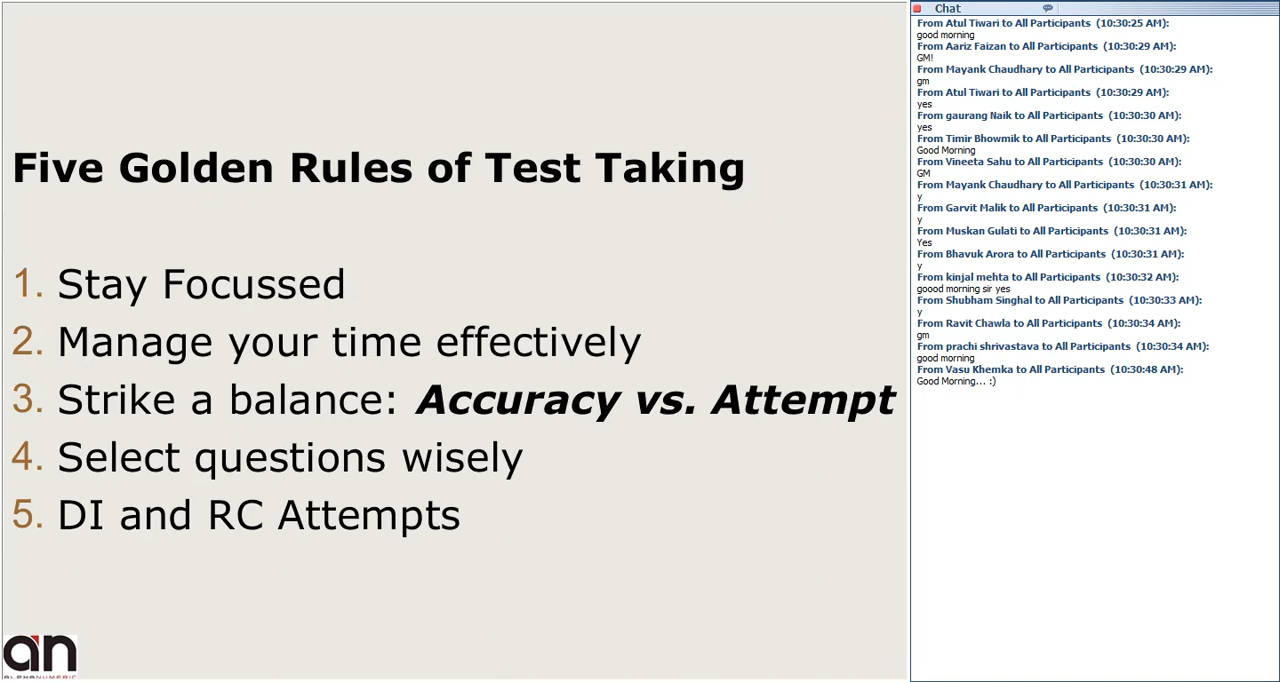 Five Golden Rules of Test Taking
1. Stay Focussed
2. Manage your time effectively
3. Strike a balance: Accuracy vs. Attempt
4. Select questions wisely
5. DI and RC Attempts
an
ALPHANUMERIC
Chat
From Atul Tiwari to All Participants (10:30:25 AM):
good morning
From Aariz Faizan to All Participants (10:30:29 AM):
GM!
From Mayank Chaudhary to All Participants (10:30:29 AM):
gm
From Atul Tiwari to All Participants (10:30:29 AM):
yes
From gaurang Naik to All Participants (10:30:30 AM):
yes
From Timir Bhowmik to All Participants (10:30:30 AM):
Good Morning
From Vineeta Sahu to All Participants (10:30:30 AM):
GM
From Mayank Chaudhary to All Participants (10:30:31 AM):
y
From Garvit Malik to All Participants (10:30:31 AM):
y
From Muskan Gulati to All Participants (10:30:31 AM):
Yes
From Bhavuk Arora to All Participants (10:30:31 AM):
y
From kinjal mehta to All Participants (10:30:32 AM):
goood morning sir yes
From Shubham Singhal to All Participants (10:30:33 AM):
y
From Ravit Chawla to All Participants (10:30:34 AM):
gm
From prachi shrivastava to All Participants (10:30:34 AM):
good morning
From Vasu Khemka to All Participants (10:30:48 AM):
Good Morning... :)